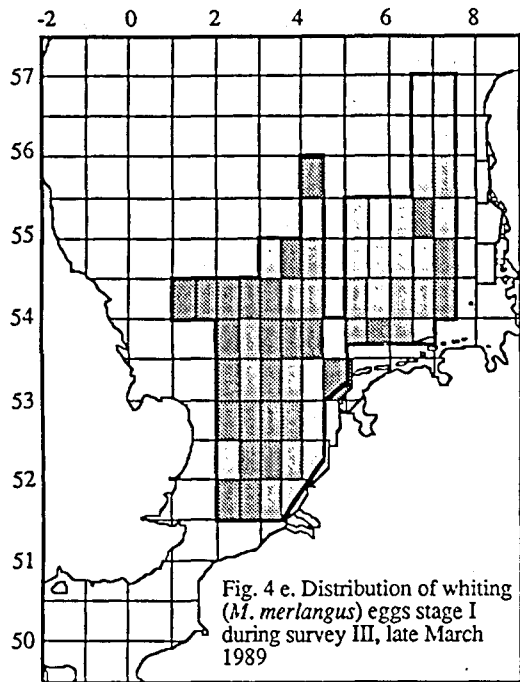 -2 0 2 4 6 8
57
56
55
54
53
52
51
50
Fig. 4 e. Distribution of whiting
(M. merlangus) eggs stage I
during survey III, late March
1989